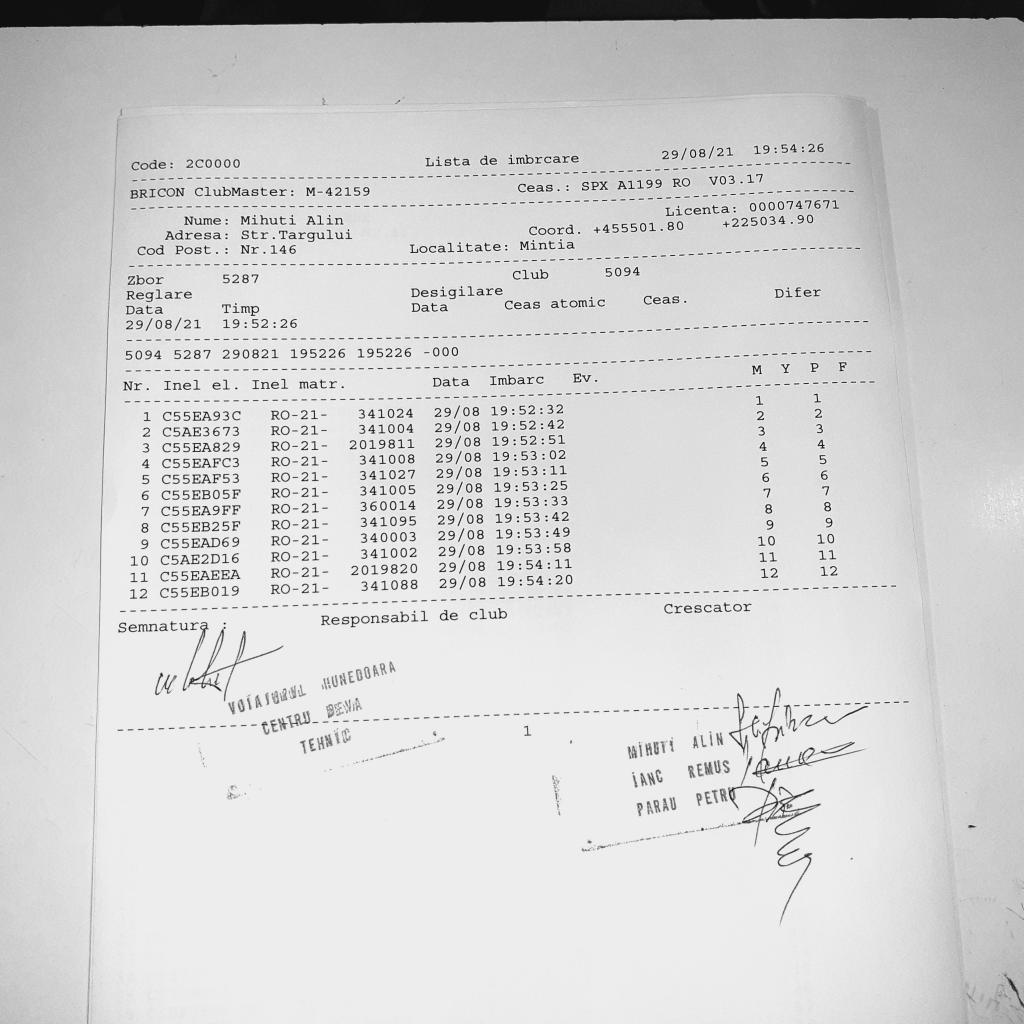 Code: 2C0000 Lista de imbrcare 29/08/21 19:54:26
BRICON ClubMaster: M-42159 Ceas.: SPX A1199 RO V03.17
Nume: Mihuti Alin Licenta: 0000747671
Adresa: Str.Targului Coord. +455501.80 +225034.90
Cod Post.: Nr.146 Localitate: Mintia
Zbor 5287 Club 5094
Reglare Desigilare
Data Timp Data Ceas atomic Ceas. Difer
29/08/21 19:52:26
5094 5287 290821 195226 195226 -000
Nr. Inel el. Inel matr. Data Imbarc Ev. M Y P F
1 C55EA93C RO-21- 341024 29/08 19:52:32 1 1
2 C5AE3673 RO-21- 341004 29/08 19:52:42 2 2
3 C55EA829 RO-21- 2019811 29/08 19:52:51 3 3
4 C55EAFC3 RO-21- 341008 29/08 19:53:02 4 4
5 C55EAF53 RO-21- 341027 29/08 19:53:11 5 5
6 C55EB05F RO-21- 341005 29/08 19:53:25 6 6
7 C55EA9FF RO-21- 360014 29/08 19:53:33 7 7
8 C55EB25F RO-21- 341095 29/08 19:53:42 8 8
9 C55EAD69 RO-21- 340003 29/08 19:53:49 9 9
10 C5AE2D16 RO-21- 341002 29/08 19:53:58 10 10
11 C55EAEEA RO-21- 2019820 29/08 19:54:11 11 11
12 C55EB019 RO-21- 341088 29/08 19:54:20 12 12
Semnatura : Responsabil de club Crescator
VOIAJORUL HUNEDOARA
CENTRU DEVA
TEHNIC
1
MIHUTI ALIN
IANC REMUS
PARAU PETRU